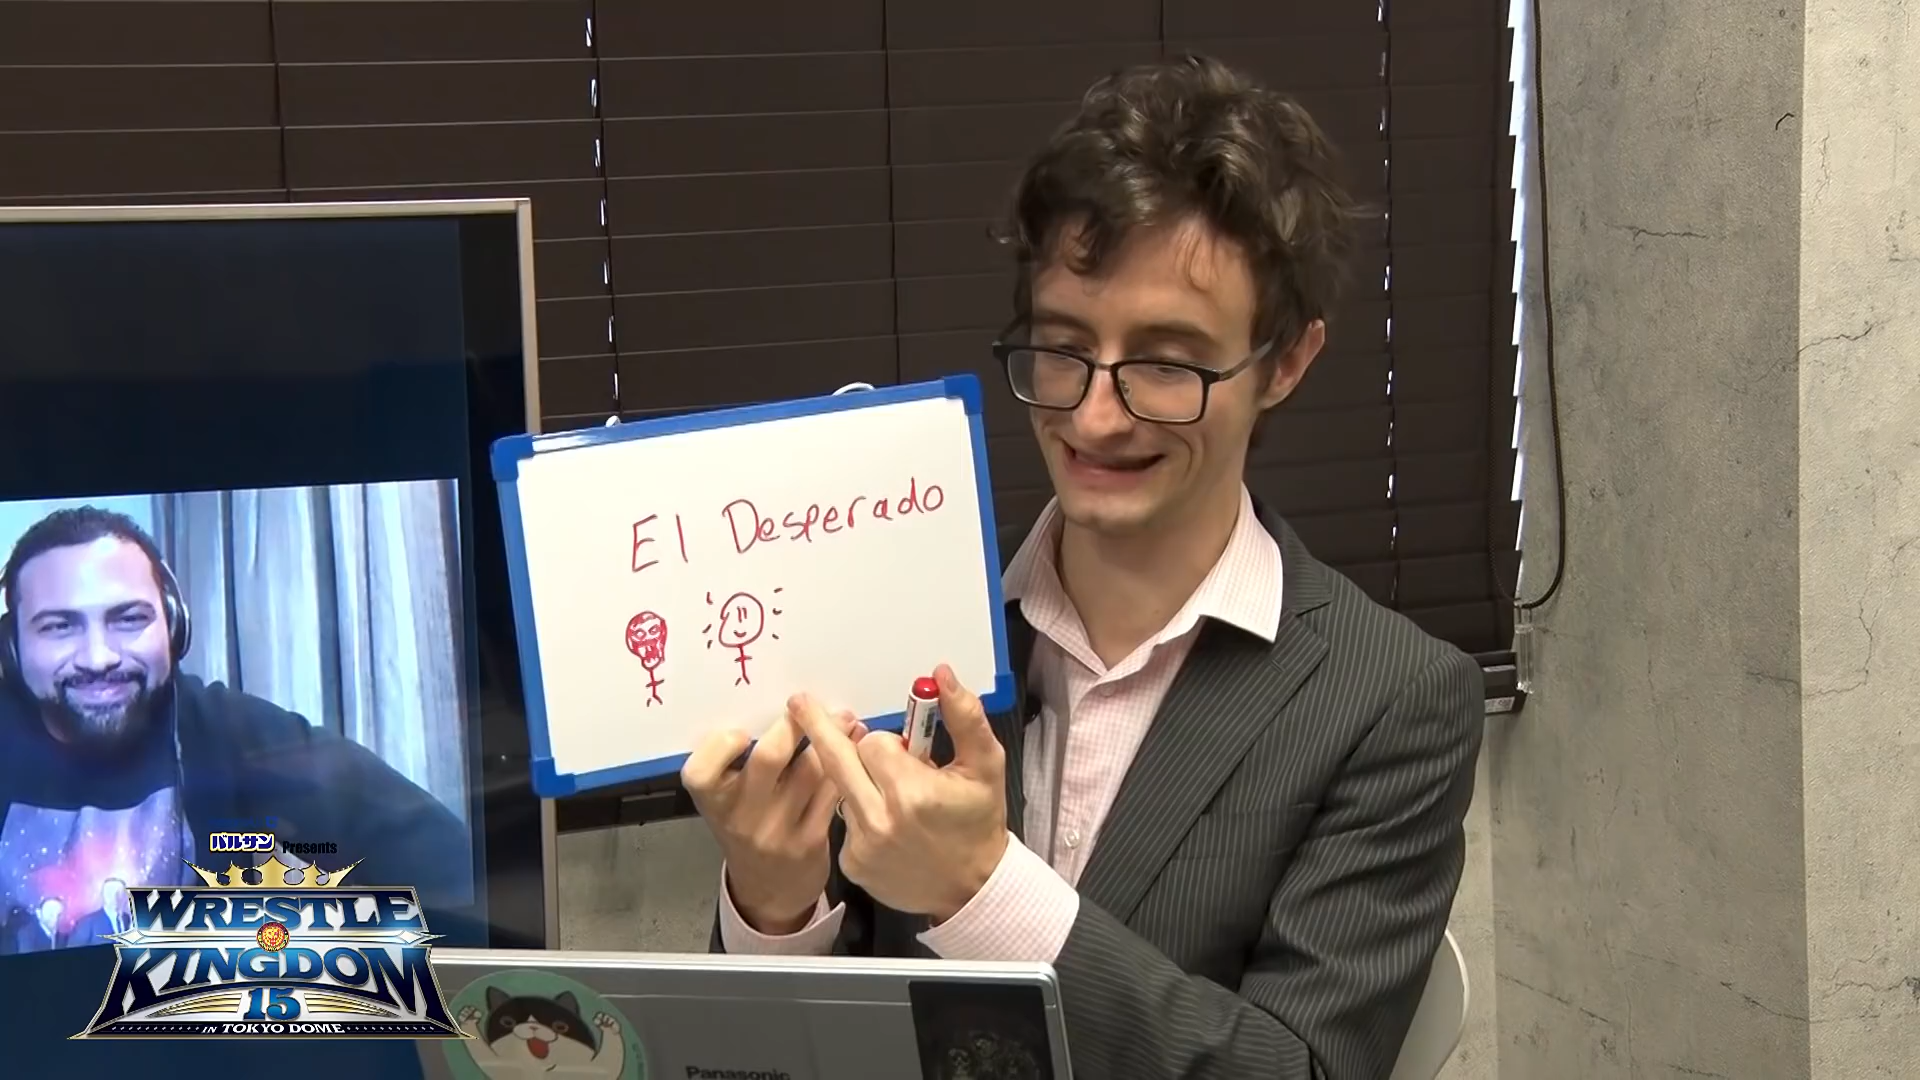 El Desperado
バルサン Presents
WRESTLE
KINGDOM
15
IN TOKYO DOME
Panasonic